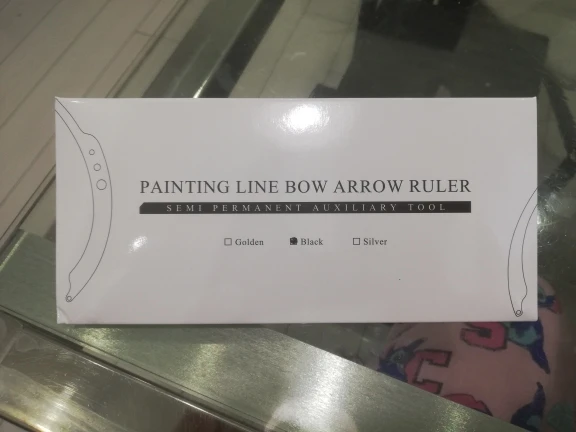 PAINTING LINE BOW ARROW RULER
SEMI PERMANENT AUXILIARY TOOL
Golden Black Silver